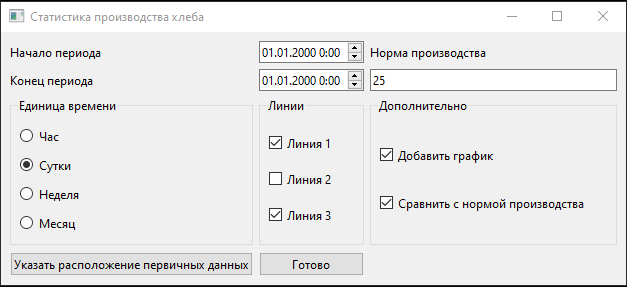 Статистика производства хлеба
Начало периода
01.01.2000 0:00
Норма производства
Конец периода
01.01.2000 0:00
25
Единица времени
Час
Сутки
Неделя
Месяц
Линии
Линия 1
Линия 2
Линия 3
Дополнительно
Добавить график
Сравнить с нормой производства
Указать расположение первичных данных
Готово